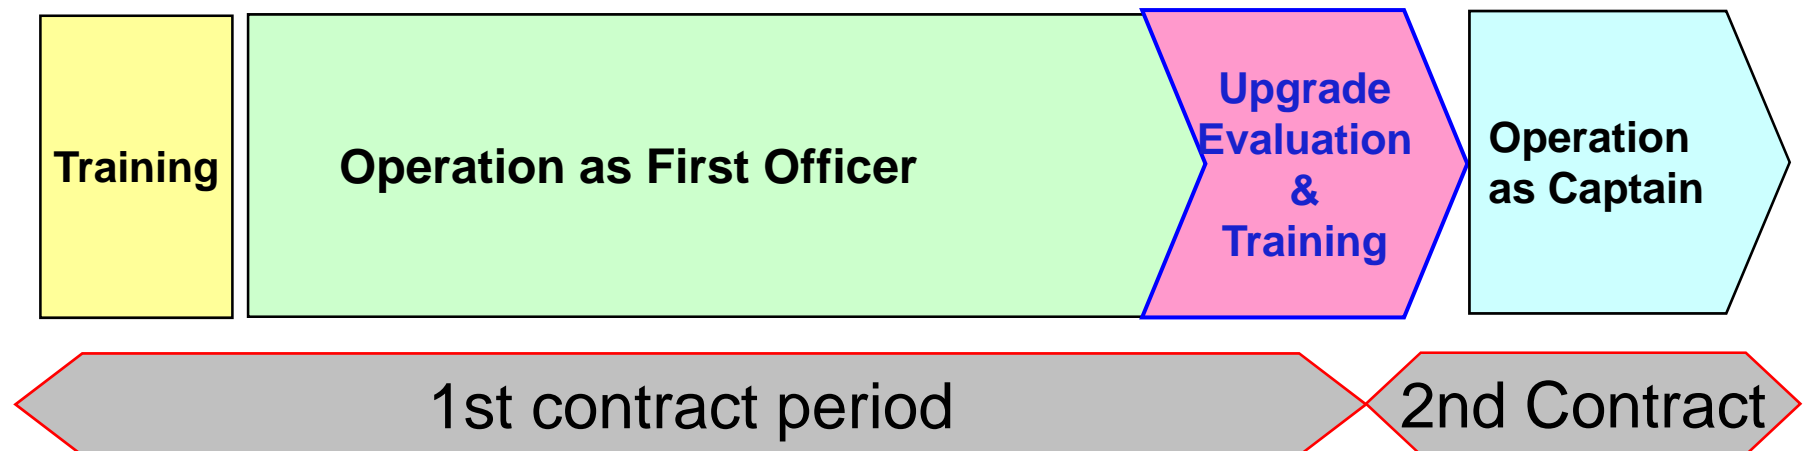 Training
Operation as First Officer
Upgrade
Evaluation
&
Training
Operation
as Captain
1st contract period
2nd Contract